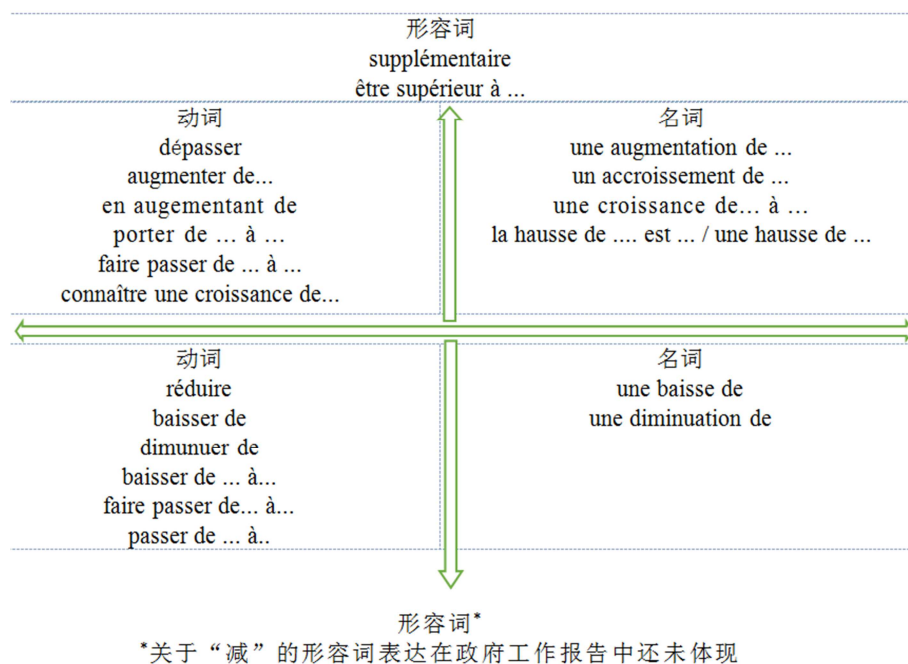 形容词
supplémentaire
être supérieur à ...
动词
dépasser
augmenter de...
en augementant de
porter de ... à ...
faire passer de ... à ...
connaître une croissance de...
名词
une augmentation de ...
un accroissement de ...
une croissance de... à ...
la hausse de .... est ... / une hausse de ...
动词
réduire
baisser de
dimunuer de
baisser de ... à...
faire passer de... à...
passer de ... à..
名词
une baisse de
une diminuation de
形容词*
*关于“减”的形容词表达在政府工作报告中还未体现